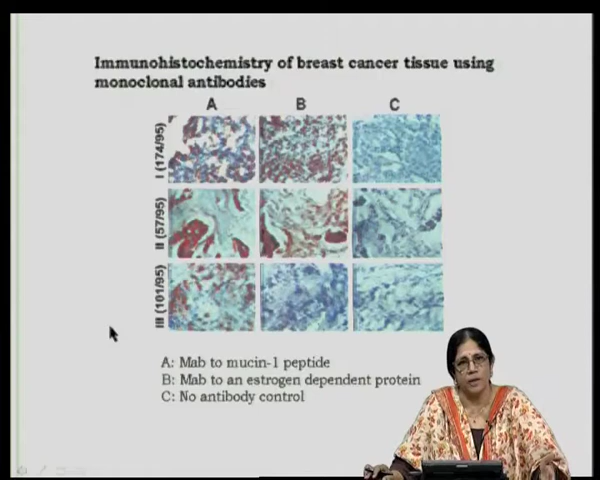 Immunohistochemistry of breast cancer tissue using
monoclonal antibodies
A B C
I (174/95)
II (57/95)
III (101/95)
A: Mab to mucin-1 peptide
B: Mab to an estrogen dependent protein
C: No antibody control